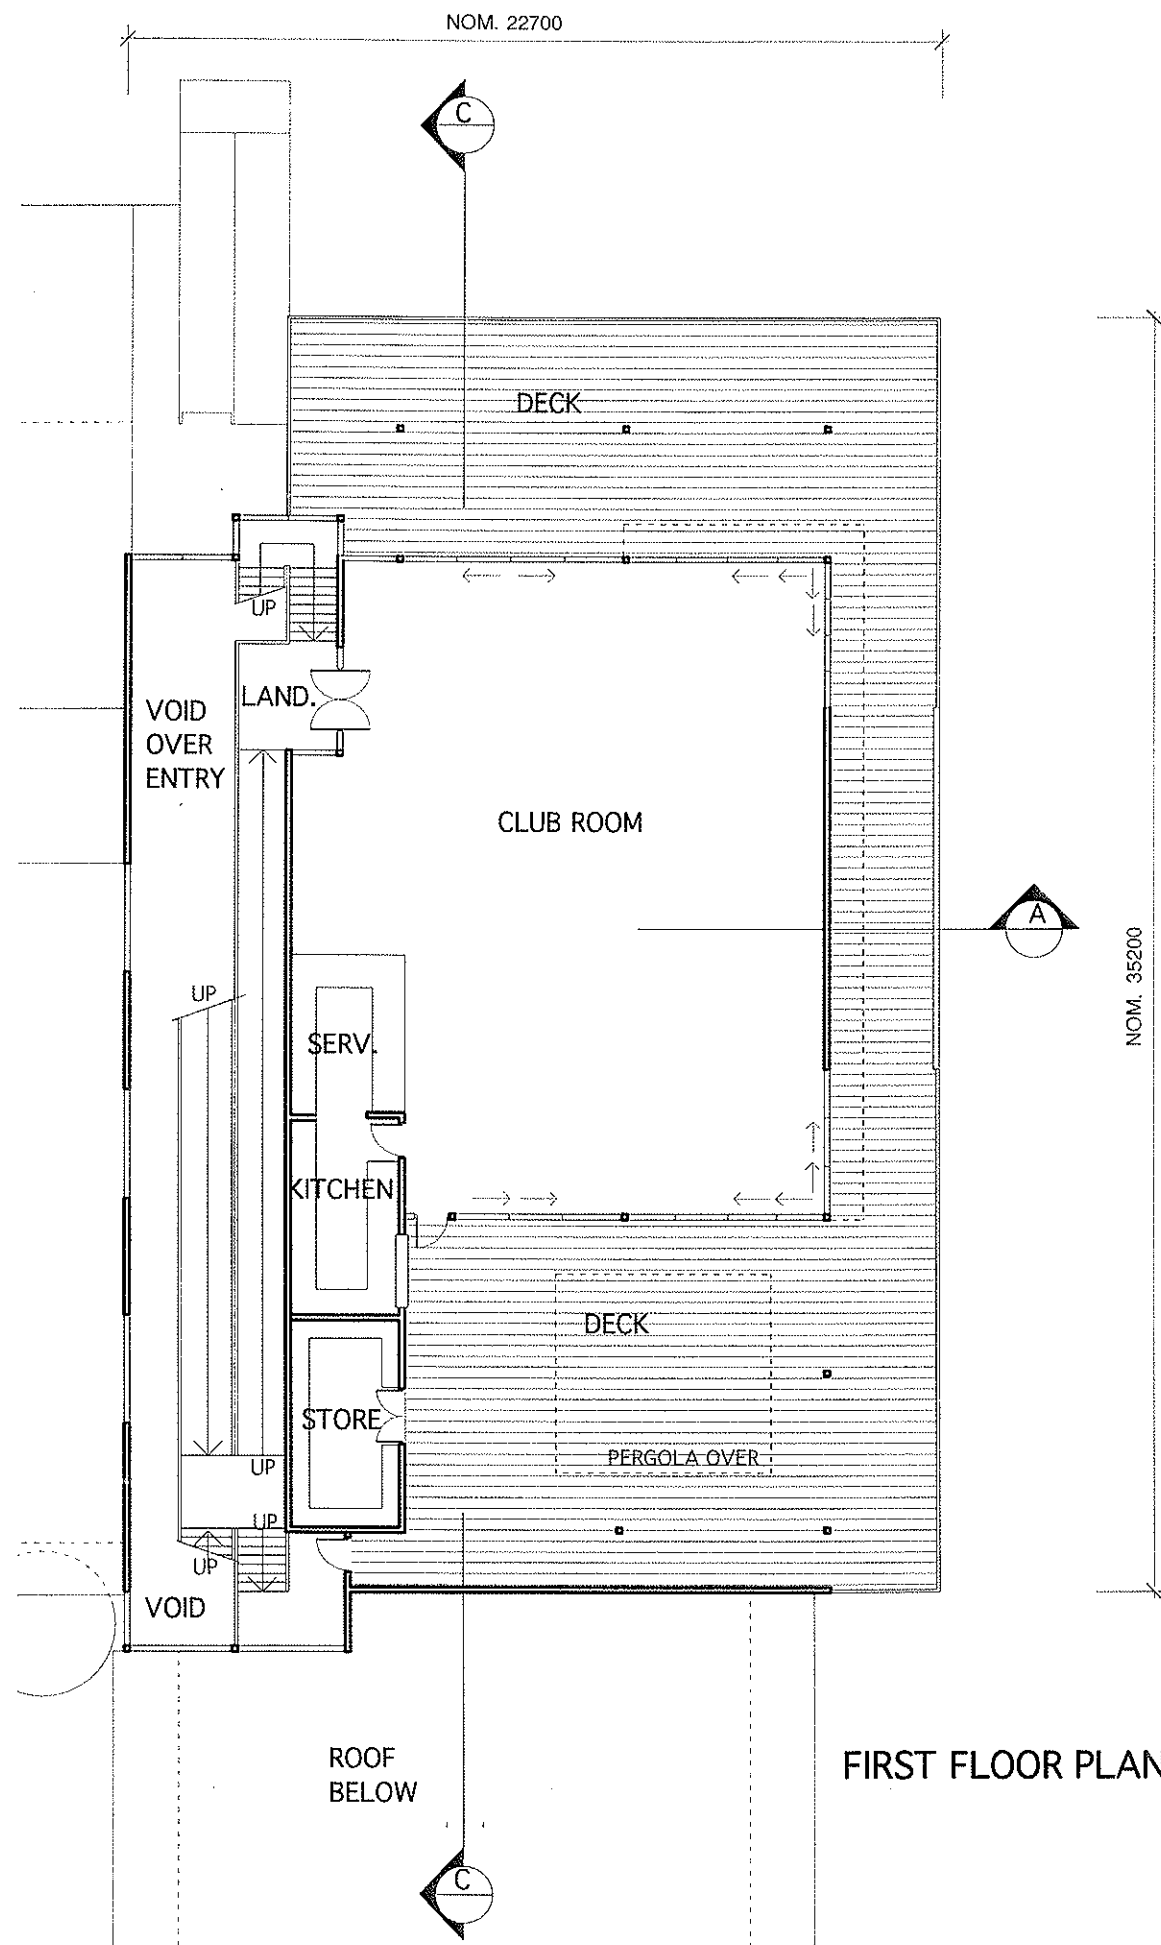 NOM. 22700
C
DECK
UP
LAND.
VOID
OVER
ENTRY
CLUB ROOM
A
NOM. 35200
UP
SERV.
KITCHEN
DECK
STORE
PERGOLA OVER
UP
UP
UP
VOID
ROOF
BELOW
FIRST FLOOR PLAN
C